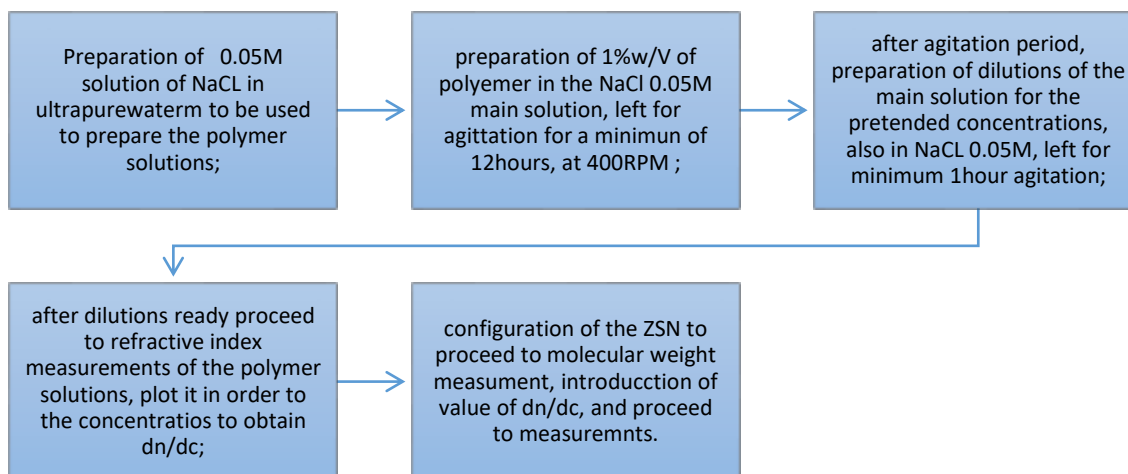 Preparation of 0.05M
solution of NaCL in
ultrapurewaterm to be used
to prepare the polymer
solutions;
preparation of 1%w/V of
polyemer in the NaCl 0.05M
main solution, left for
agittation for a minimun of
12hours, at 400RPM ;
after agitation period,
preparation of dilutions of the
main solution for the
pretended concentrations,
also in NaCL 0.05M, left for
minimum 1hour agitation;
after dilutions ready proceed
to refractive index
measurements of the polymer
solutions, plot it in order to
the concentratios to obtain
dn/dc;
configuration of the ZSN to
proceed to molecular weight
measument, introducction of
value of dn/dc, and proceed
to measuremnts.